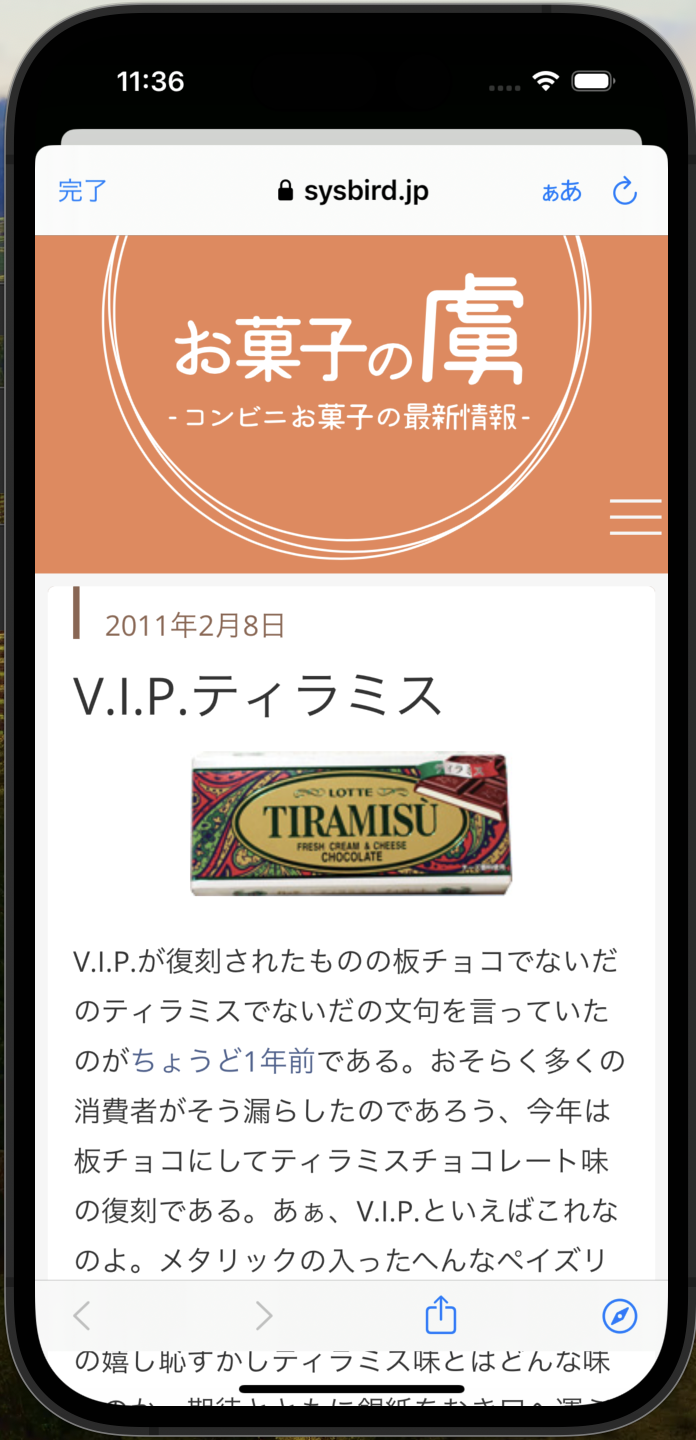 11:36
完了
sysbird.jp
ぁあ
お菓子の虜
-コンビニお菓子の最新情報-
2011年2月8日
V.I.P.ティラミス
LOTTE
TIRAMISÙ
FRESH CREAM & CHEESE
CHOCOLATE
V.I.P.が復刻されたものの板チョコでないだ
のティラミスでないだの文句を言っていた
のがちょうど1年前である。おそらく多くの
消費者がそう漏らしたのであろう、今年は
板チョコにしてティラミスチョコレート味
の復刻である。あぁ、V.I.P.といえばこれな
のよ。メタリックの入ったへんなペイズリ
の嬉し恥ずかしティラミス味とはどんな味